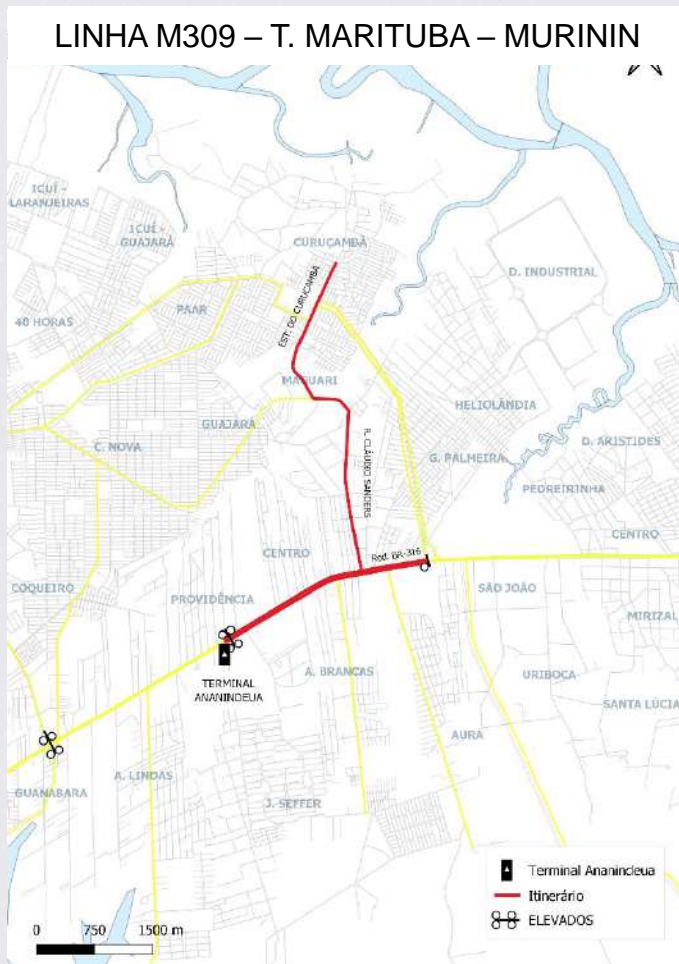 LINHA M309 – T. MARITUBA – MURININ
ICUÍ -
LARANJEIRAS
ICUÍ -
GUAJARÁ
CURUÇAMBÁ
D. INDUSTRIAL
EST. DO CURUÇAMBÁ
PAAR
40 HORAS
MAGUARI
HELIOLÂNDIA
GUAJARÁ
D. ARISTIDES
C. NOVA
R. CLÁUDIO SANDERS
G. PALMEIRA
PEDREIRINHA
CENTRO
CENTRO
Rod. BR-316
COQUEIRO
PROVIDÊNCIA
SÃO JOÃO
MIRIZAL
TERMINAL
ANANINDEUA
A. BRANCAS
URIBOCA
SANTA LÚCIA
AURA
A. LINDAS
GUANABARA
J. SEFFER
Terminal Ananindeua
Itinerário
ELEVADOS
0 750 1500 m